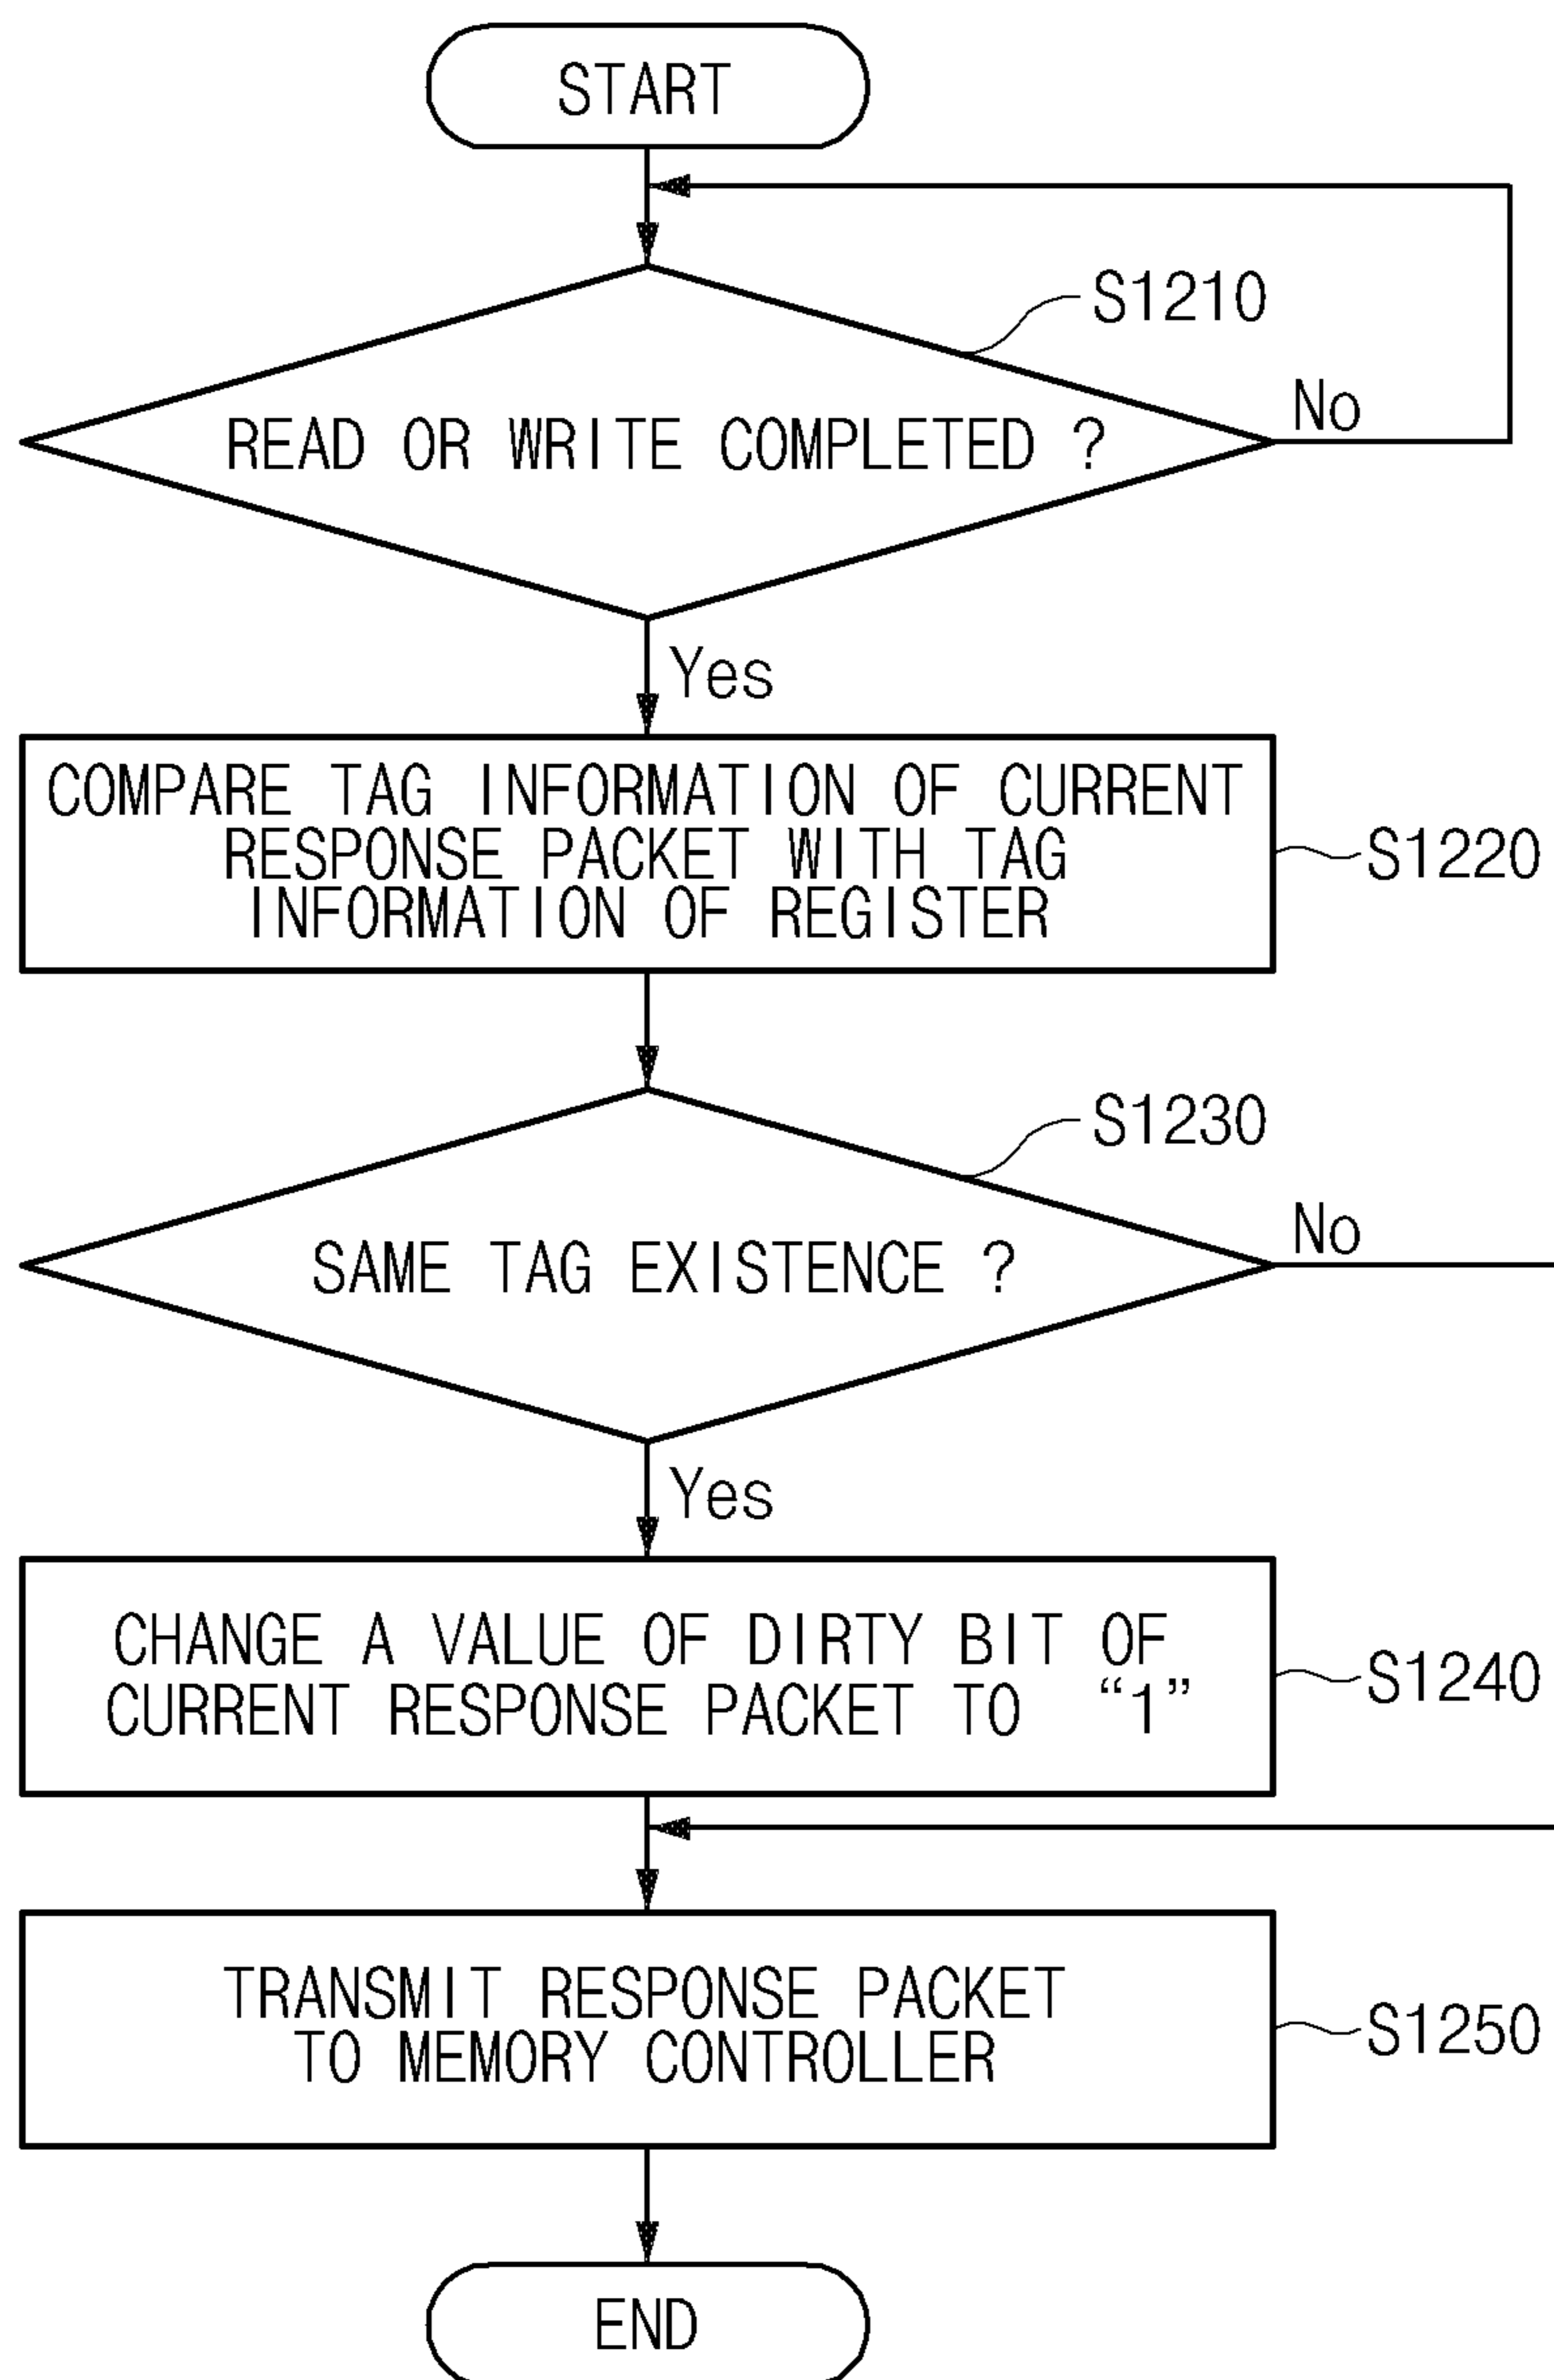 START
S1210
READ OR WRITE COMPLETED ?
No
Yes
COMPARE TAG INFORMATION OF CURRENT
RESPONSE PACKET WITH TAG
INFORMATION OF REGISTER
S1220
S1230
SAME TAG EXISTENCE ?
No
Yes
CHANGE A VALUE OF DIRTY BIT OF
CURRENT RESPONSE PACKET TO “1”
S1240
TRANSMIT RESPONSE PACKET
TO MEMORY CONTROLLER
S1250
END